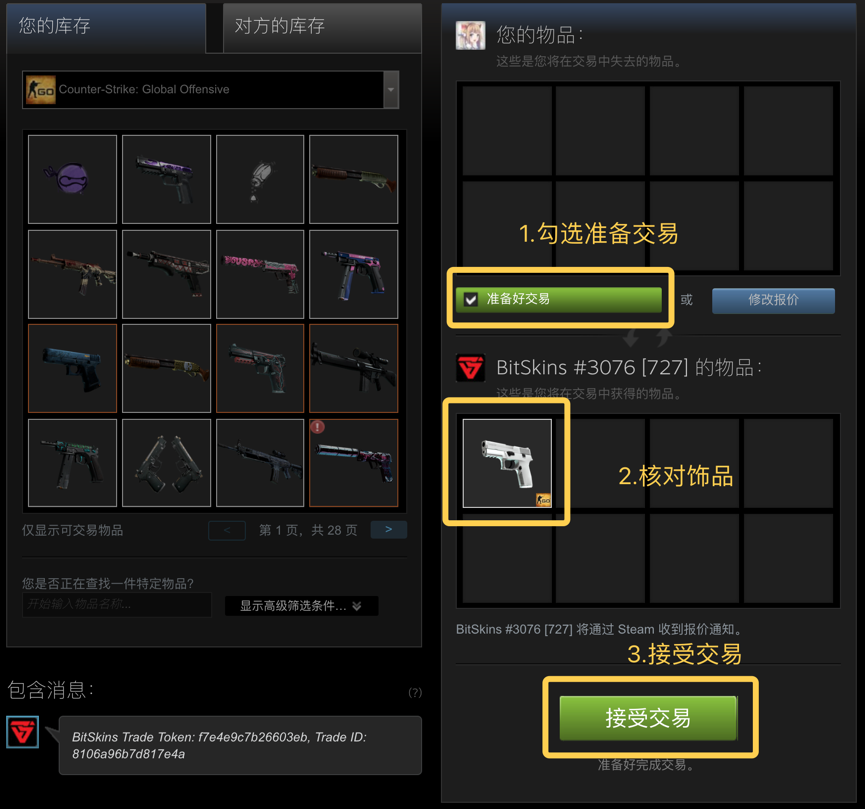 您的库存
对方的库存
Counter-Strike: Global Offensive
仅显示可交易物品
<
第 1 页，共 28 页
>
您是否正在查找一件特定物品?
开始输入物品名称...
显示高级筛选条件...
包含消息：
(?)
BitSkins Trade Token: f7e4e9c7b26603eb, Trade ID:
8106a96b7d817e4a
您的物品：
这些是您将在交易中失去的物品。
1.勾选准备交易
准备好交易
或
修改报价
BitSkins #3076 [727] 的物品：
这些是您将在交易中获得的物品。
2.核对饰品
BitSkins #3076 [727] 将通过 Steam 收到报价通知。
3.接受交易
接受交易
准备好完成交易。